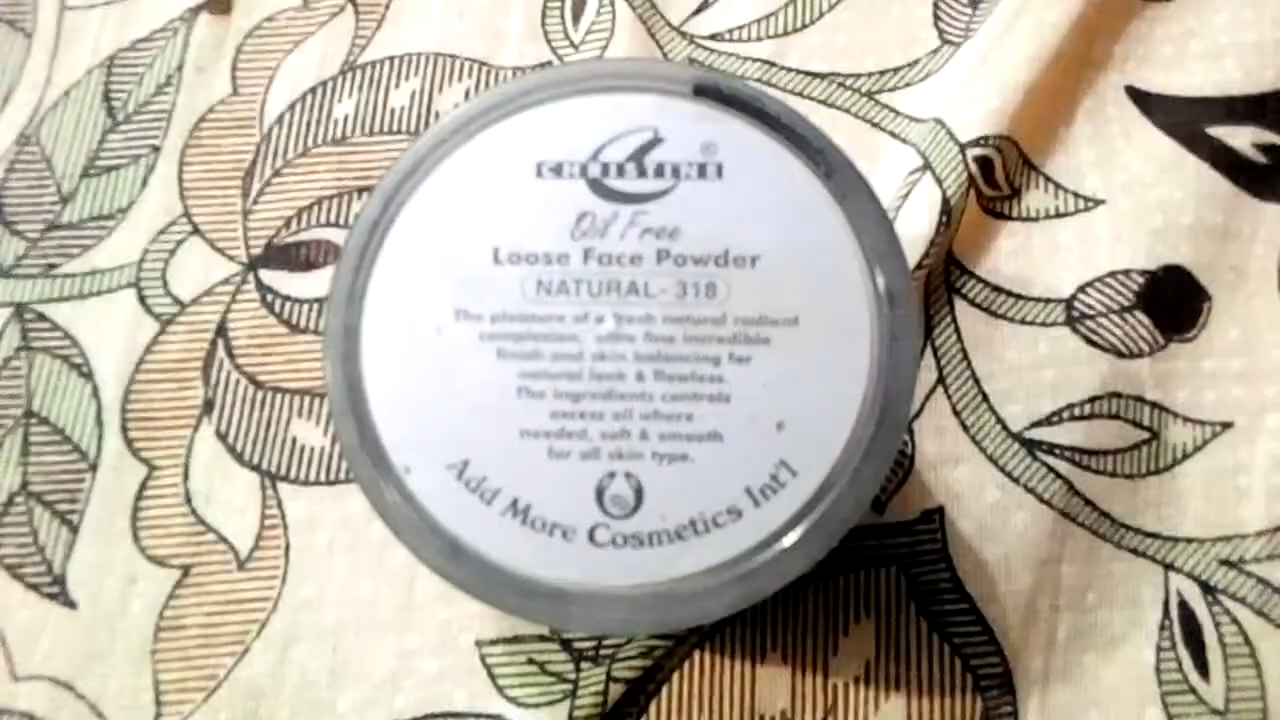 CHRISTINE ®
Oil Free
Loose Face Powder
NATURAL- 318
The pleasure of a fresh natural radiant
complexion, ultra fine incredible
finish and skin balancing for
natural look & flawless.
The ingredients controls
excess oil where
needed, soft & smooth
for all skin type.
Add More Cosmetics Int'l